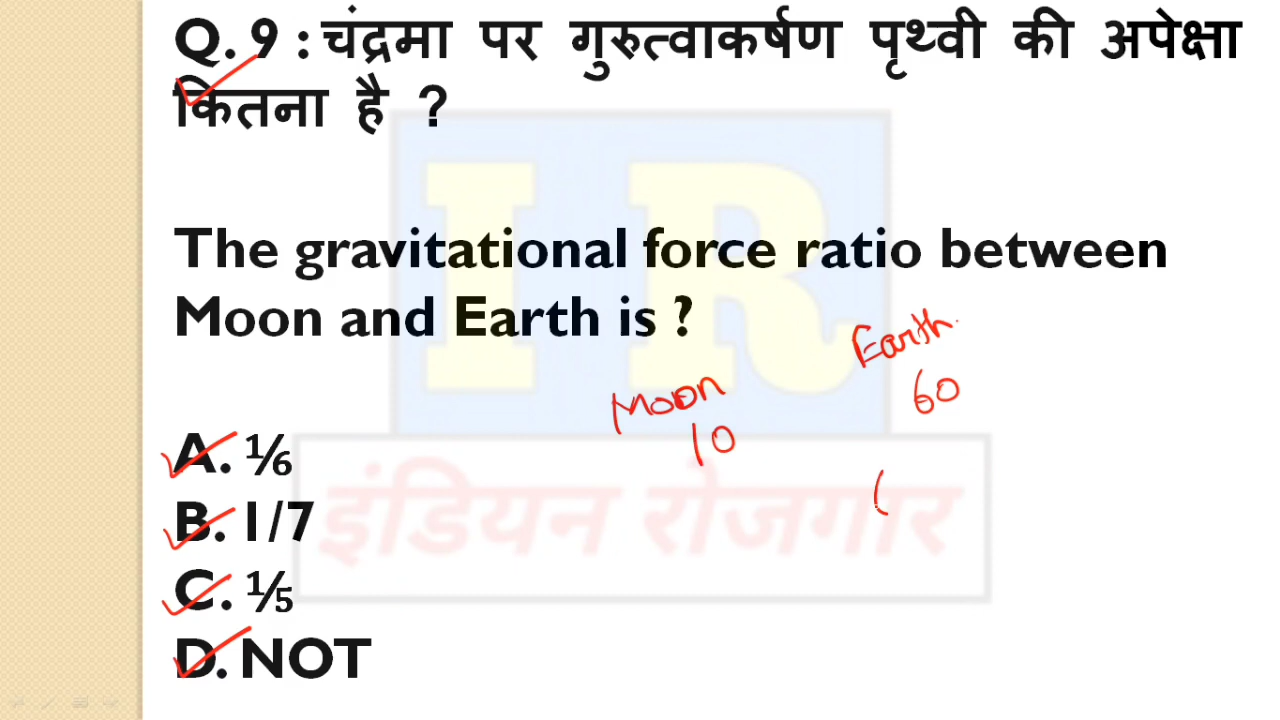 Q. 9 : चंद्रमा पर गुरुत्वाकर्षण पृथ्वी की अपेक्षा
कितना है ?
The gravitational force ratio between
Moon and Earth is ?
Moon Earth
10 60
A. ⅙
B. 1/7
C. ⅕
D. NOT
IR
इंडियन रोजगार